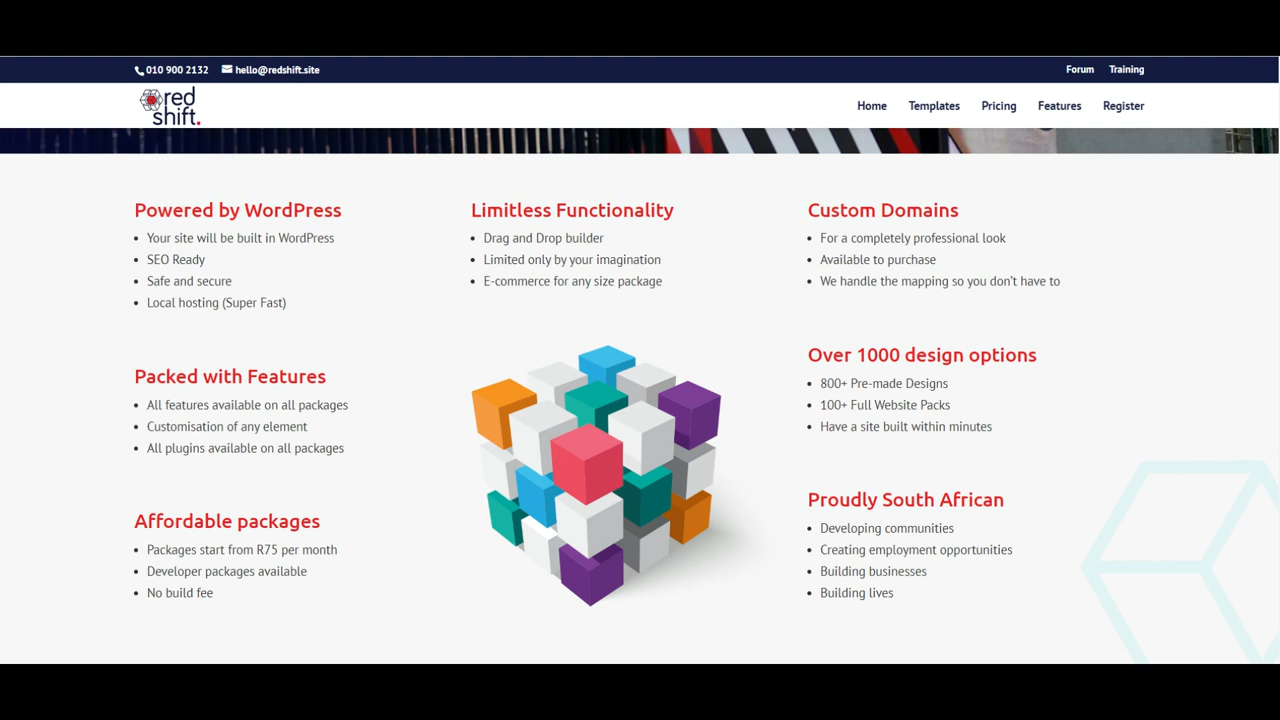 010 900 2132 hello@redshift.site
Forum Training
red
shift.
Home Templates Pricing Features Register
Powered by WordPress
• Your site will be built in WordPress
• SEO Ready
• Safe and secure
• Local hosting (Super Fast)
Packed with Features
• All features available on all packages
• Customisation of any element
• All plugins available on all packages
Affordable packages
• Packages start from R75 per month
• Developer packages available
• No build fee
Limitless Functionality
• Drag and Drop builder
• Limited only by your imagination
• E-commerce for any size package
Custom Domains
• For a completely professional look
• Available to purchase
• We handle the mapping so you don’t have to
Over 1000 design options
• 800+ Pre-made Designs
• 100+ Full Website Packs
• Have a site built within minutes
Proudly South African
• Developing communities
• Creating employment opportunities
• Building businesses
• Building lives